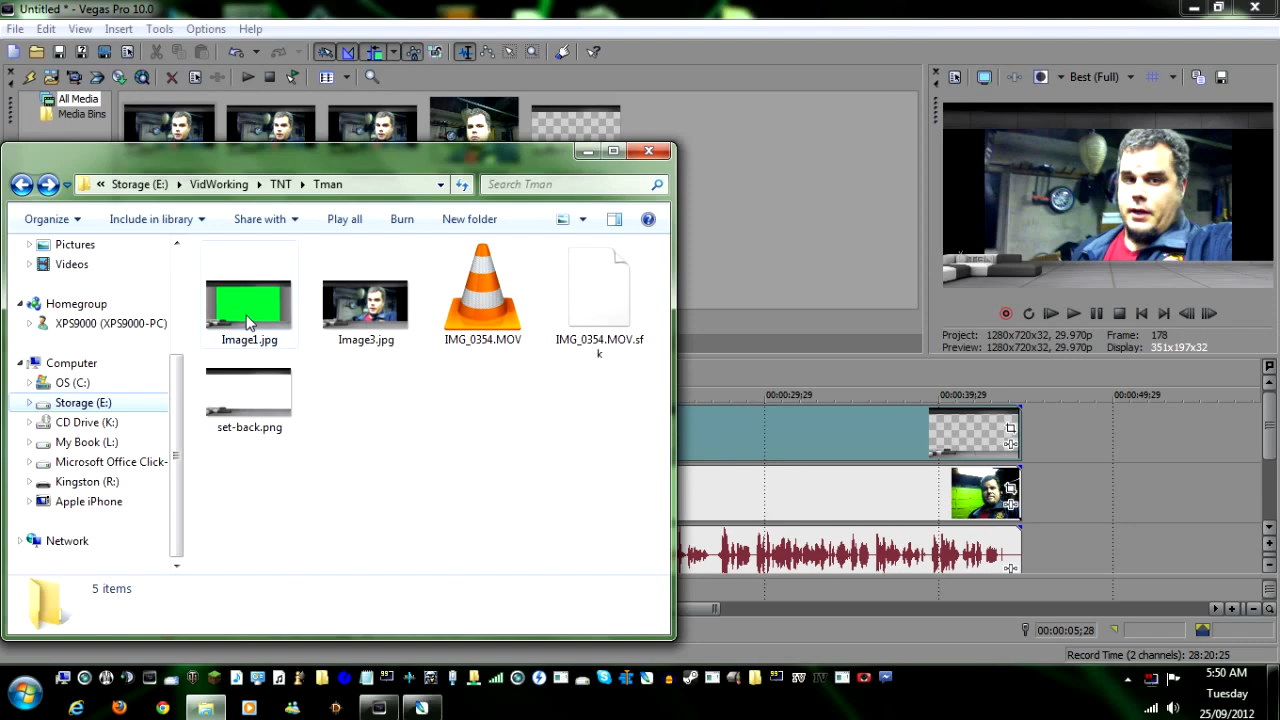 Untitled * - Vegas Pro 10.0
File Edit View Insert Tools Options Help
All Media
Media Bins
Best (Full)
« Storage (E:) VidWorking TNT Tman
Search Tman
Organize Include in library Share with Play all Burn New folder
Pictures
Videos
Homegroup
XPS9000 (XPS9000-PC)
Computer
OS (C:)
Storage (E:)
CD Drive (K:)
My Book (L:)
Microsoft Office Click-
Kingston (R:)
Apple iPhone
Network
Image1.jpg
Image3.jpg
IMG_0354.MOV
IMG_0354.MOV.sf
k
set-back.png
5 items
Project: 1280x720x32, 29.970p Frame: 178
Preview: 1280x720x32, 29.970p Display: 351x197x32
00:00:29;29 00:00:39;29 00:00:49;29
00:00:05;28
Record Time (2 channels): 28:20:25
5:50 AM
Tuesday
25/09/2012